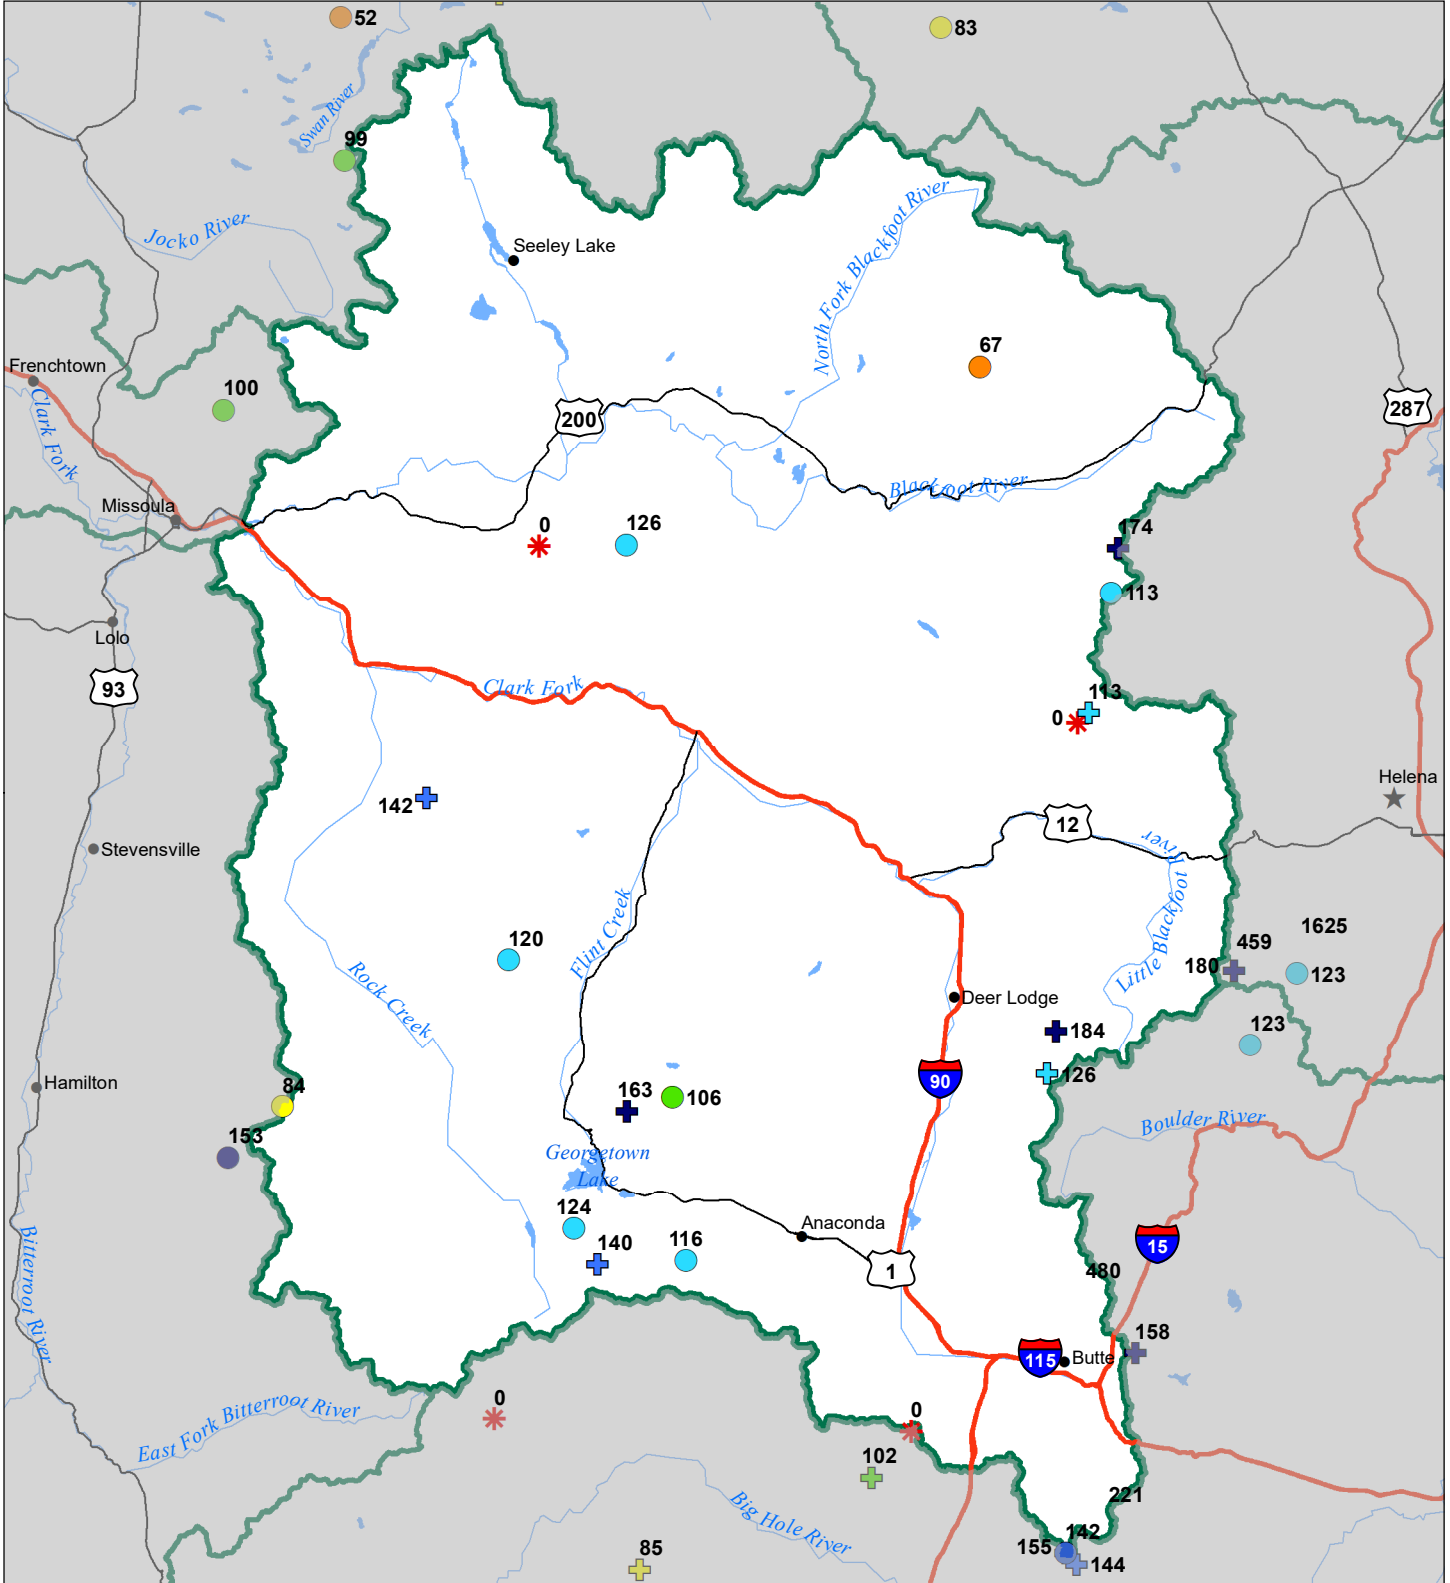 52
83
Swan River
99
Jocko River
Seeley Lake
North Fork Blackfoot River
67
Frenchtown
100
Clark Fork
200
287
Blackfoot River
Missoula
0
126
174
113
Lolo
93
Clark Fork
113
0
142
Helena
12
Stevensville
Little Blackfoot River
Flint Creek
120
1625
459
180
123
Rock Creek
Deer Lodge
184
123
126
90
Hamilton
84
163
106
Boulder River
153
Georgetown
Lake
124
116
Anaconda
140
15
1
480
Bitterroot River
158
115
Butte
0
East Fork Bitterroot River
0
102
221
Big Hole River
142
155
144
85